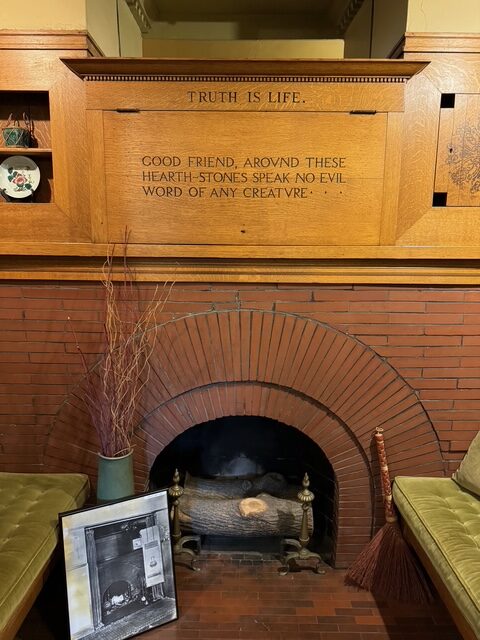 TRUTH IS LIFE.
GOOD FRIEND, AROVND THESE
HEARTH-STONES SPEAK NO EVIL
WORD OF ANY CREATVRE · · ·